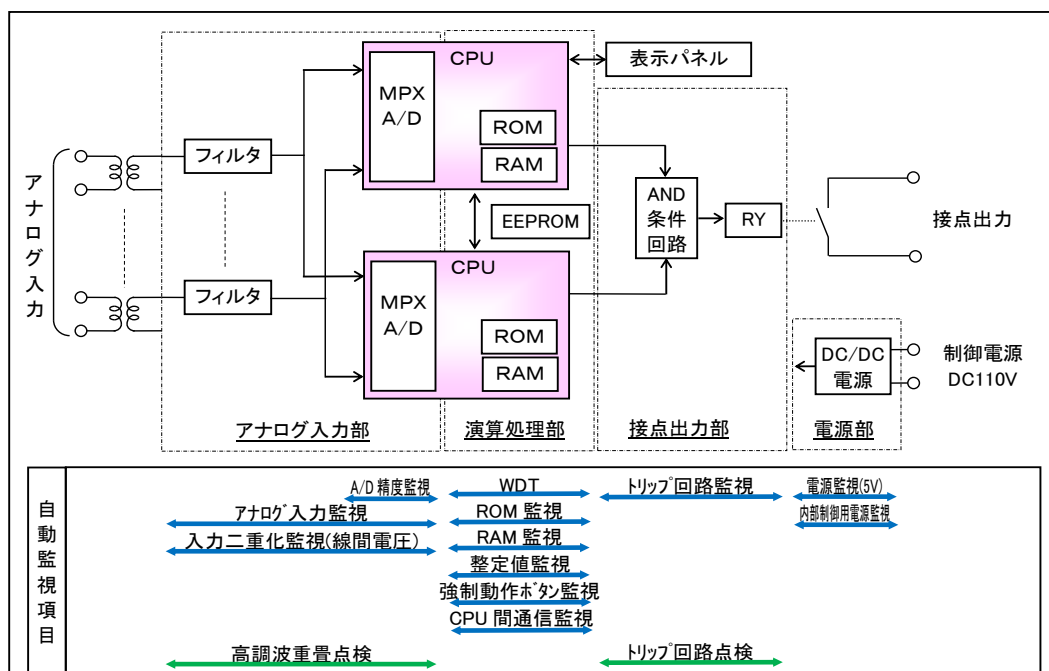 CPU
表示パネル
MPX
A/D
ROM
RAM
フィルタ
アナログ入力
EEPROM
AND
条件
回路
RY
接点出力
CPU
フィルタ
MPX
A/D
ROM
RAM
DC/DC
電源
制御電源
DC110V
アナログ入力部
演算処理部
接点出力部
電源部
自動監視項目
A/D 精度監視
WDT
トリップ回路監視
電源監視(5V)
アナログ入力監視
ROM 監視
内部制御用電源監視
入力二重化監視(線間電圧)
RAM 監視
整定値監視
強制動作ボタン監視
CPU 間通信監視
高調波重畳点検
トリップ回路点検